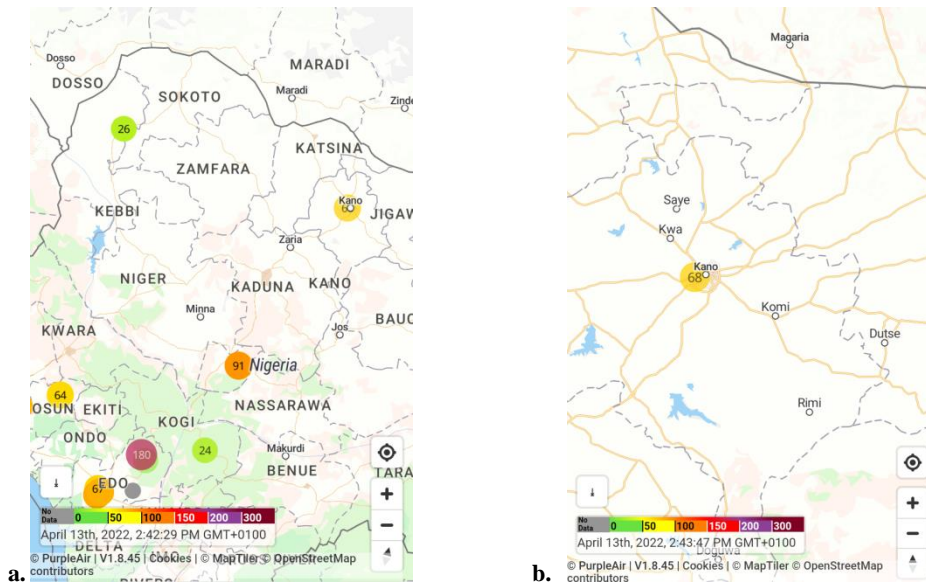 Dosso
DOSSO
MARADI
SOKOTO
Maradi
Zinde
26
KATSINA
ZAMFARA
Kano
JIGAW
KEBBI
Zaria
NIGER
KADUNA
KANO
Minna
Jos
BAUC
KWARA
91
Nigeria
64
OSUN
EKITI
NASSARAWA
KOGI
ONDO
180
24
Makurdi
BENUE
TARA
67
EDO
No Data 0 50 100 150 200 300
April 13th, 2022, 2:42:29 PM GMT+0100
DELTA
© PurpleAir | V1.8.45 | Cookies | © MapTiler © OpenStreetMap
contributors
RIVERS
a.
Magaria
Saye
Kwa
Kano
68
Komi
Dutse
Rimi
No Data 0 50 100 150 200 300
April 13th, 2022, 2:43:47 PM GMT+0100
Doguwa
© PurpleAir | V1.8.45 | Cookies | © MapTiler © OpenStreetMap
contributors
b.